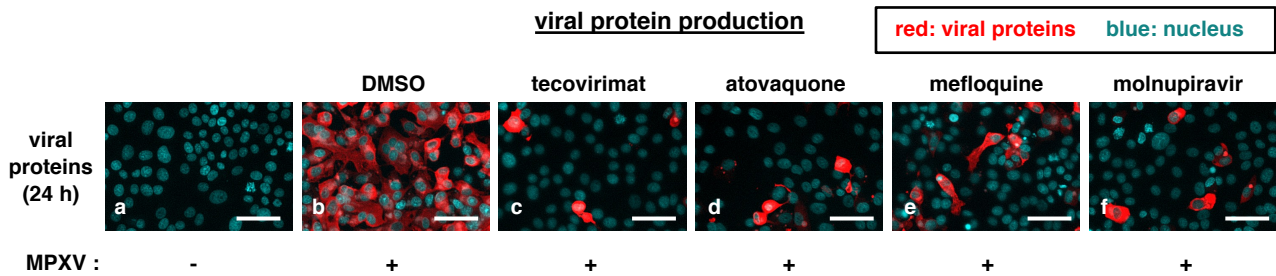 viral protein production
red: viral proteins blue: nucleus
DMSO tecovirimat atovaquone mefloquine molnupiravir
viral
proteins
(24 h)
a b c d e f
MPXV : - + + + + +